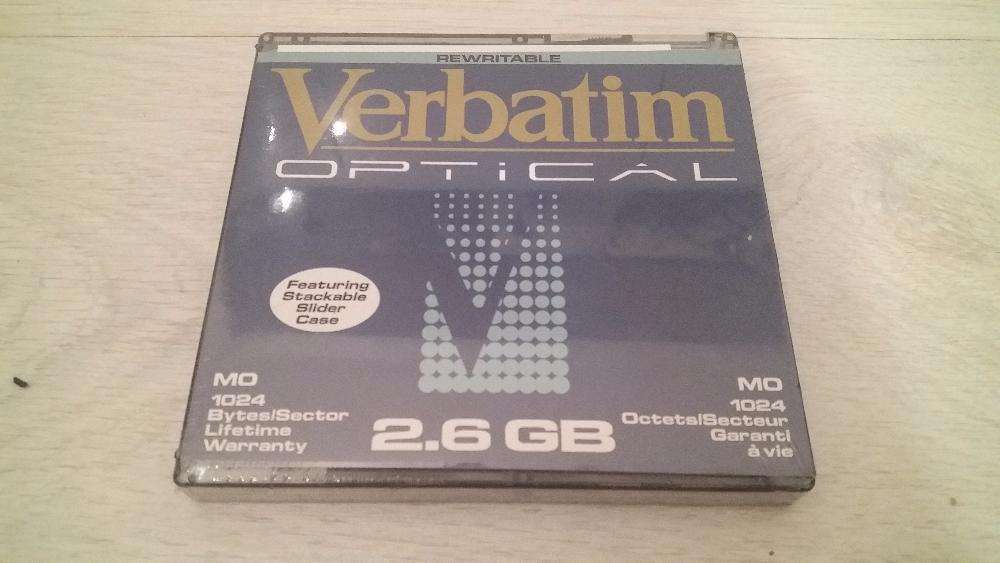 REWRITABLE
Verbatim
OPTiCAL
Featuring
Stackable
Slider
Case
MO
1024
Bytes/Sector
Lifetime
Warranty
2.6 GB
MO
1024
Octets/Secteur
Garanti
à vie